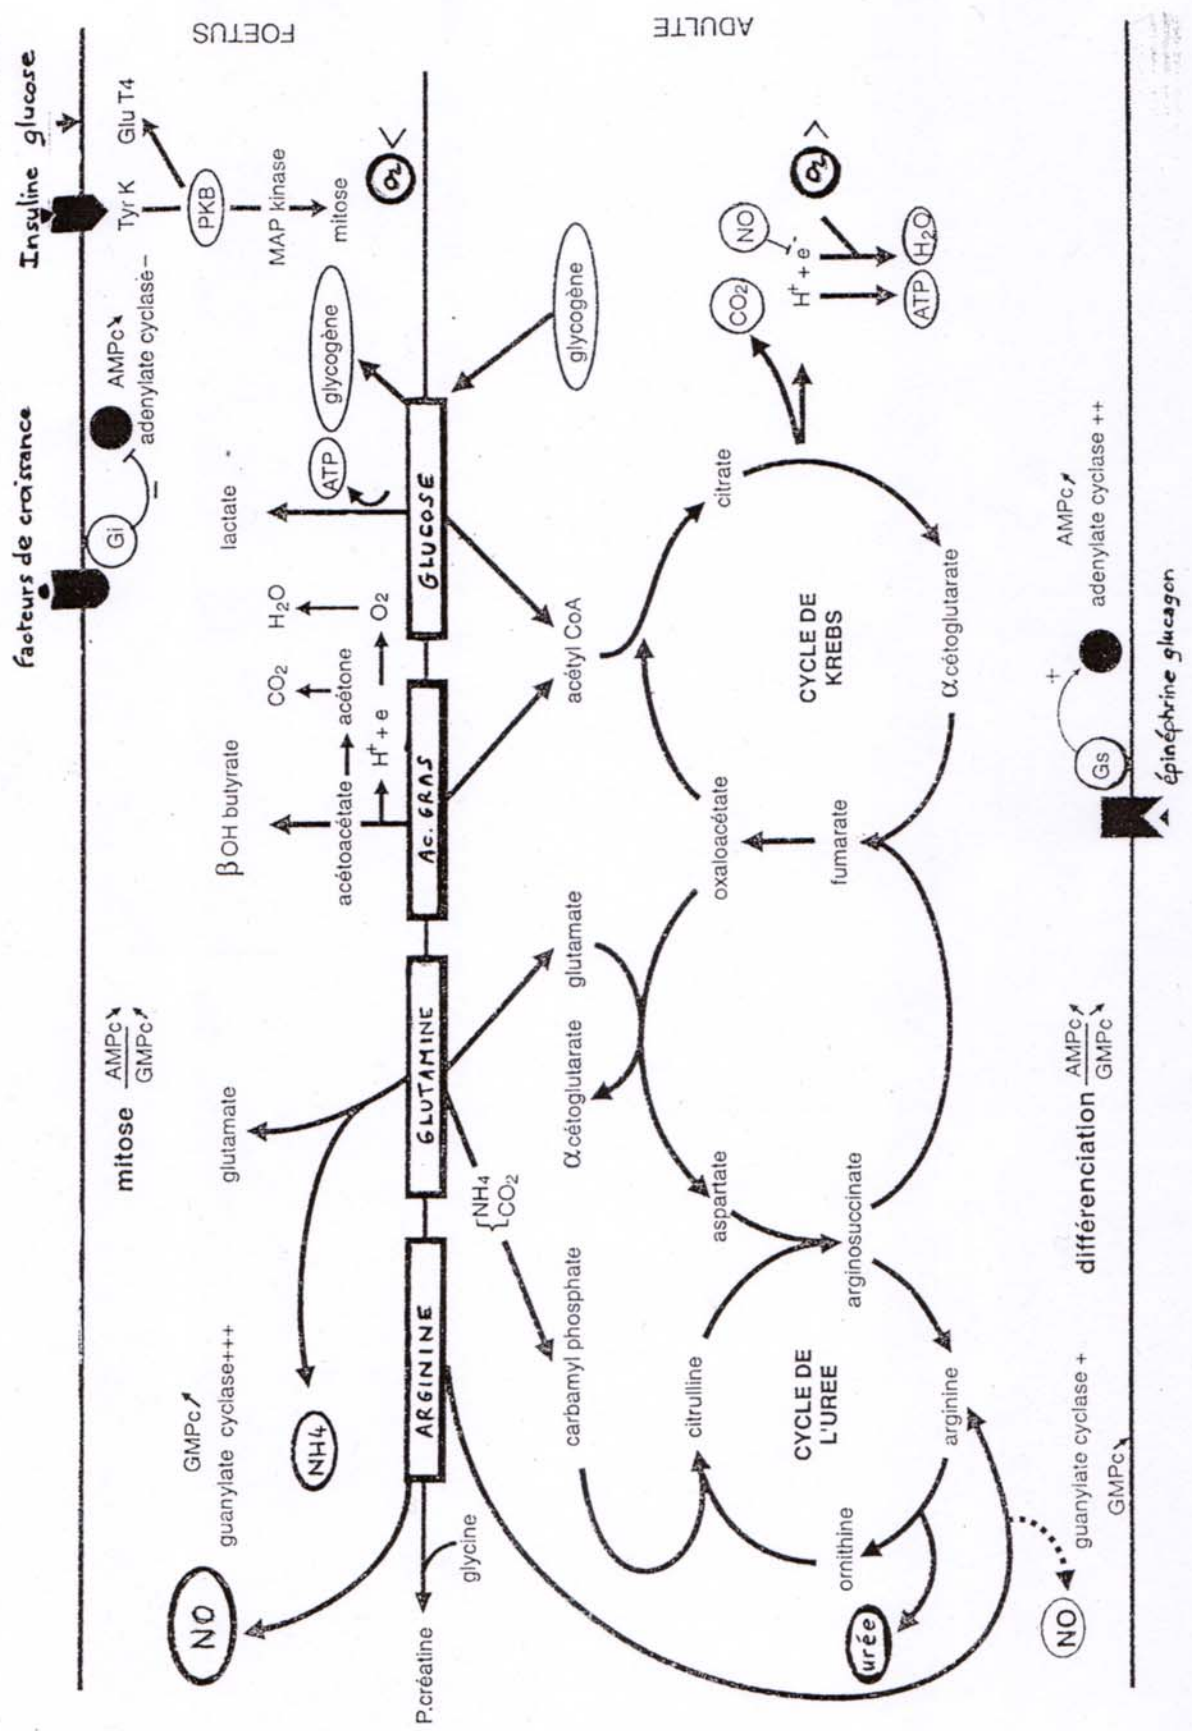 Facteurs de croissance
Insuline glucose
FOETUS
mitose AMPc↘
GMPc↗
GMPc↗
guanylate cyclase+++
NO
NH4
glutamate
βOH butyrate
acétoacétate
acétone
CO2
H+ + e
O2
H2O
lactate
ATP
glycogène
Gi
–
AMPc↘
adenylate cyclase–
Tyr K
PKB
Glu T4
MAP kinase
mitose
O2 <
P.créatine
glycine
ARGININE
GLUTAMINE
Ac. GRAS
GLUCOSE
ADULTE
NH4
CO2
carbamyl phosphate
αcétoglutarate
glutamate
acétyl CoA
glycogène
citrulline
aspartate
oxaloacétate
citrate
CYCLE DE
L'UREE
CYCLE DE
KREBS
ornithine
arginosuccinate
fumarate
urée
arginine
αcétoglutarate
CO2
NO
H+ + e-
O2 >
ATP
H2O
NO
guanylate cyclase +
GMPc↘
différenciation AMPc↗
GMPc↘
Gs
+
AMPc↗
adenylate cyclase ++
épinéphrine glucagon